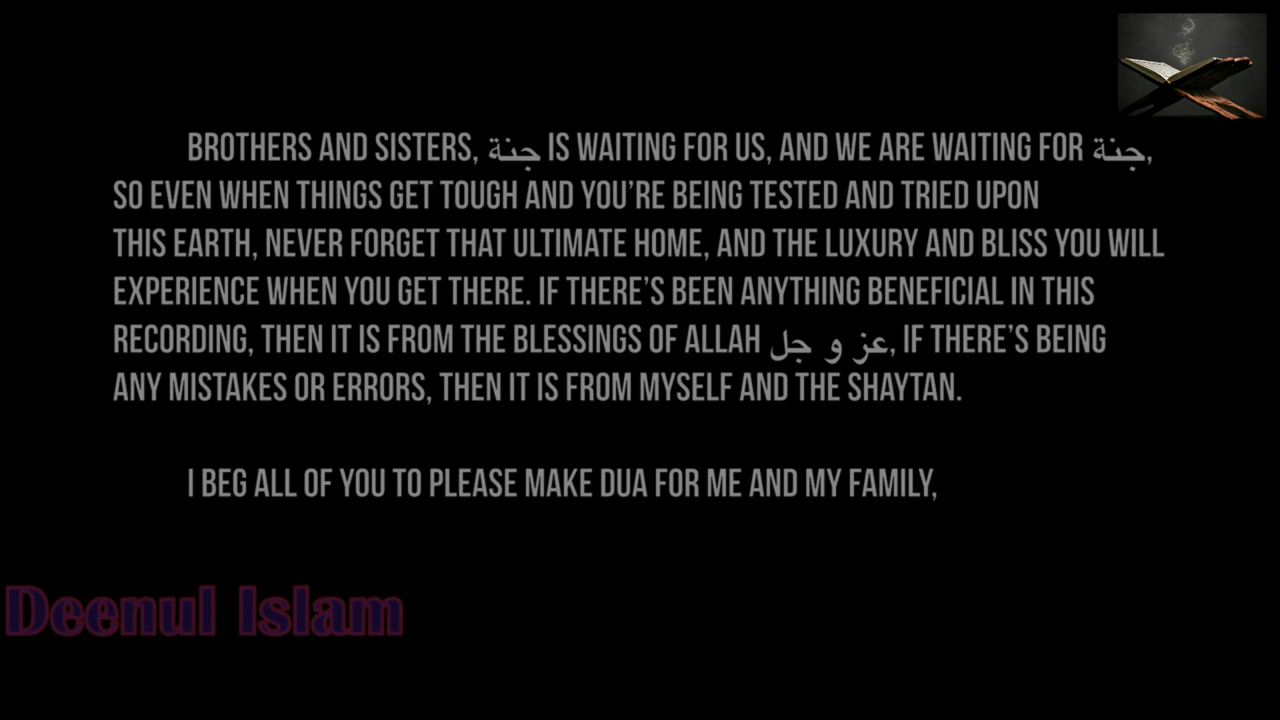 BROTHERS AND SISTERS, جنة IS WAITING FOR US, AND WE ARE WAITING FOR جنة,
SO EVEN WHEN THINGS GET TOUGH AND YOU'RE BEING TESTED AND TRIED UPON
THIS EARTH, NEVER FORGET THAT ULTIMATE HOME, AND THE LUXURY AND BLISS YOU WILL
EXPERIENCE WHEN YOU GET THERE. IF THERE'S BEEN ANYTHING BENEFICIAL IN THIS
RECORDING, THEN IT IS FROM THE BLESSINGS OF ALLAH عز و جل, IF THERE'S BEING
ANY MISTAKES OR ERRORS, THEN IT IS FROM MYSELF AND THE SHAYTAN.
I BEG ALL OF YOU TO PLEASE MAKE DUA FOR ME AND MY FAMILY,
Deenul Islam